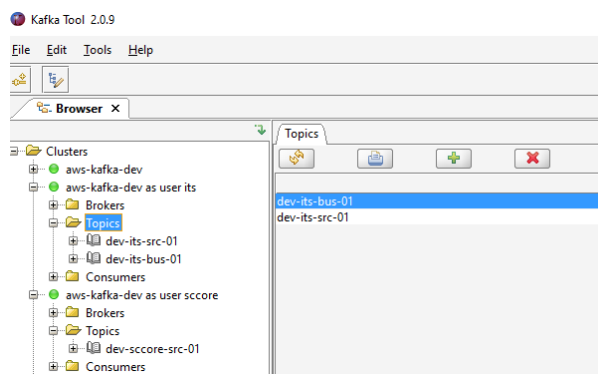 Kafka Tool 2.0.9
File Edit Tools Help
Browser
Clusters
aws-kafka-dev
aws-kafka-dev as user its
Brokers
Topics
dev-its-src-01
dev-its-bus-01
Consumers
aws-kafka-dev as user sccore
Brokers
Topics
dev-sccore-src-01
Consumers
Topics
dev-its-bus-01
dev-its-src-01